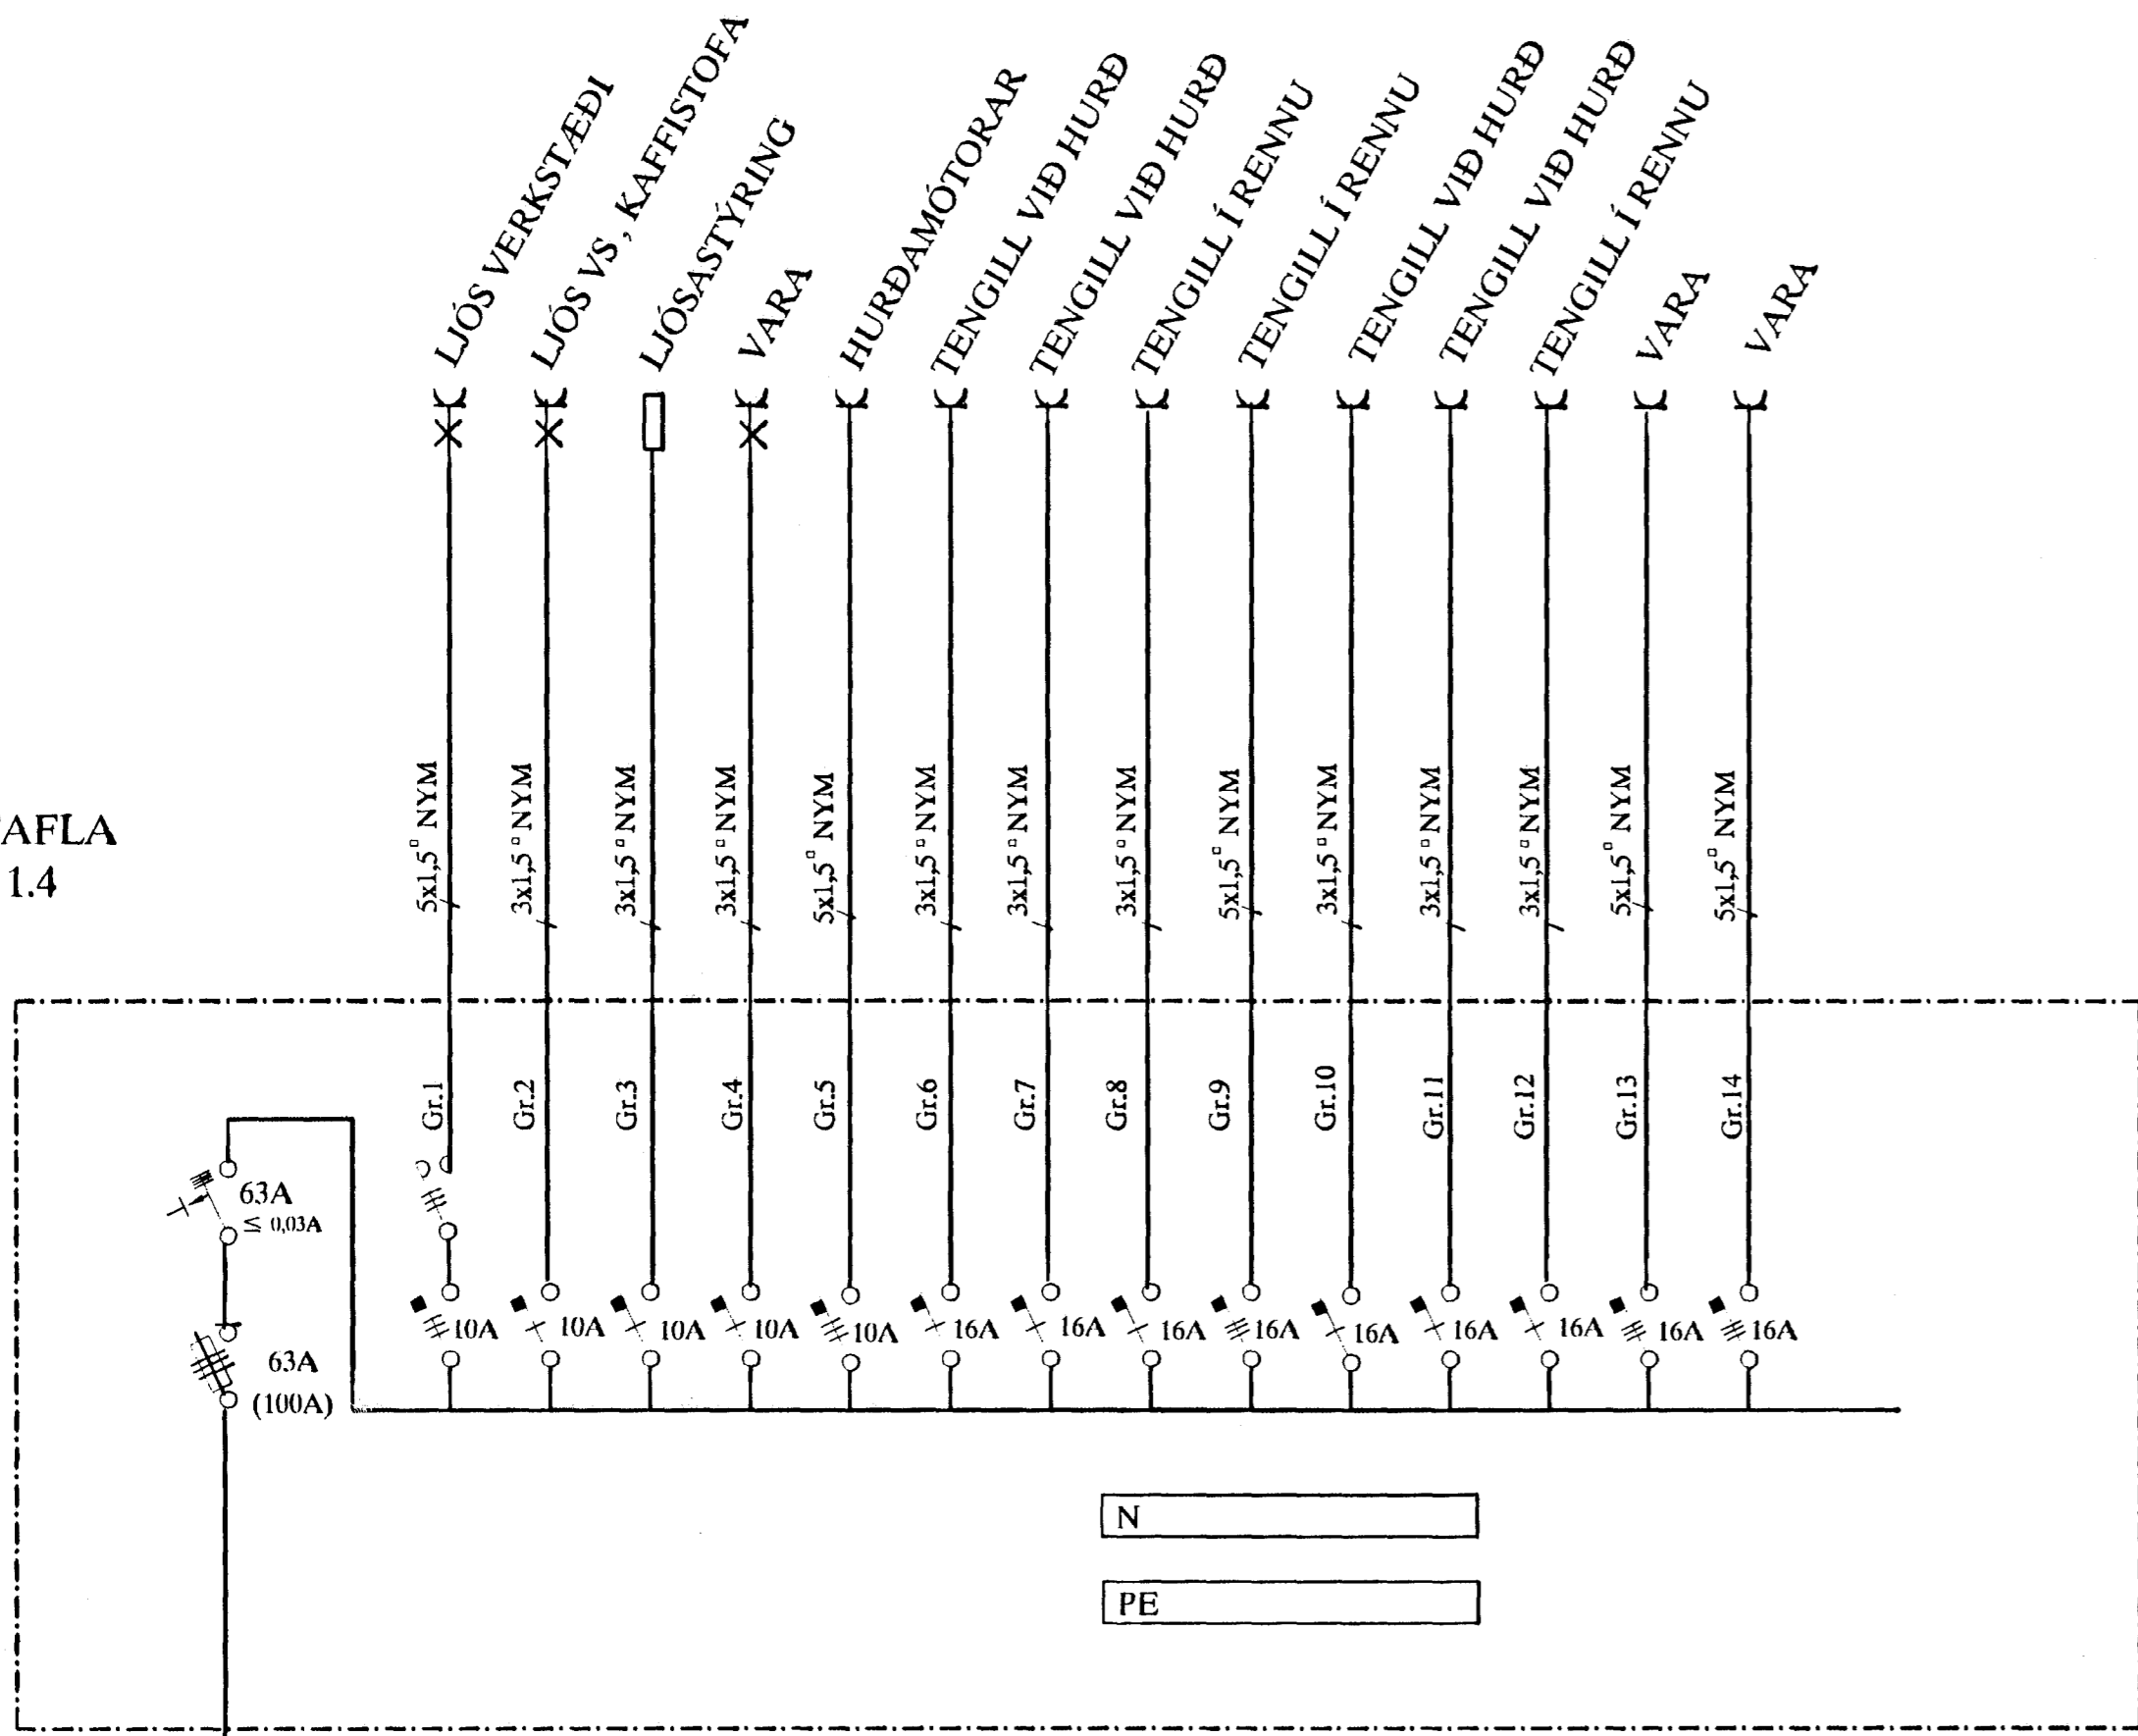 LJÓS VERKSTÆÐI
LJÓS VS, KAFFISTOFA
LJÓSASTÝRING
VARA
HURÐAMÓTORAR
TENGILL VIÐ HURÐ
TENGILL VIÐ HURÐ
TENGILL Í RENNU
TENGILL Í RENNU
TENGILL VIÐ HURÐ
TENGILL VIÐ HURÐ
TENGILL Í RENNU
VARA
VARA
AFLA
1.4
5x1,5▫ NYM
3x1,5▫ NYM
3x1,5▫ NYM
3x1,5▫ NYM
5x1,5▫ NYM
3x1,5▫ NYM
3x1,5▫ NYM
3x1,5▫ NYM
5x1,5▫ NYM
3x1,5▫ NYM
3x1,5▫ NYM
3x1,5▫ NYM
5x1,5▫ NYM
5x1,5▫ NYM
Gr.1
Gr.2
Gr.3
Gr.4
Gr.5
Gr.6
Gr.7
Gr.8
Gr.9
Gr.10
Gr.11
Gr.12
Gr.13
Gr.14
63A
≤ 0,03A
10A
10A
10A
10A
10A
16A
16A
16A
16A
16A
16A
16A
16A
16A
63A
(100A)
N
PE